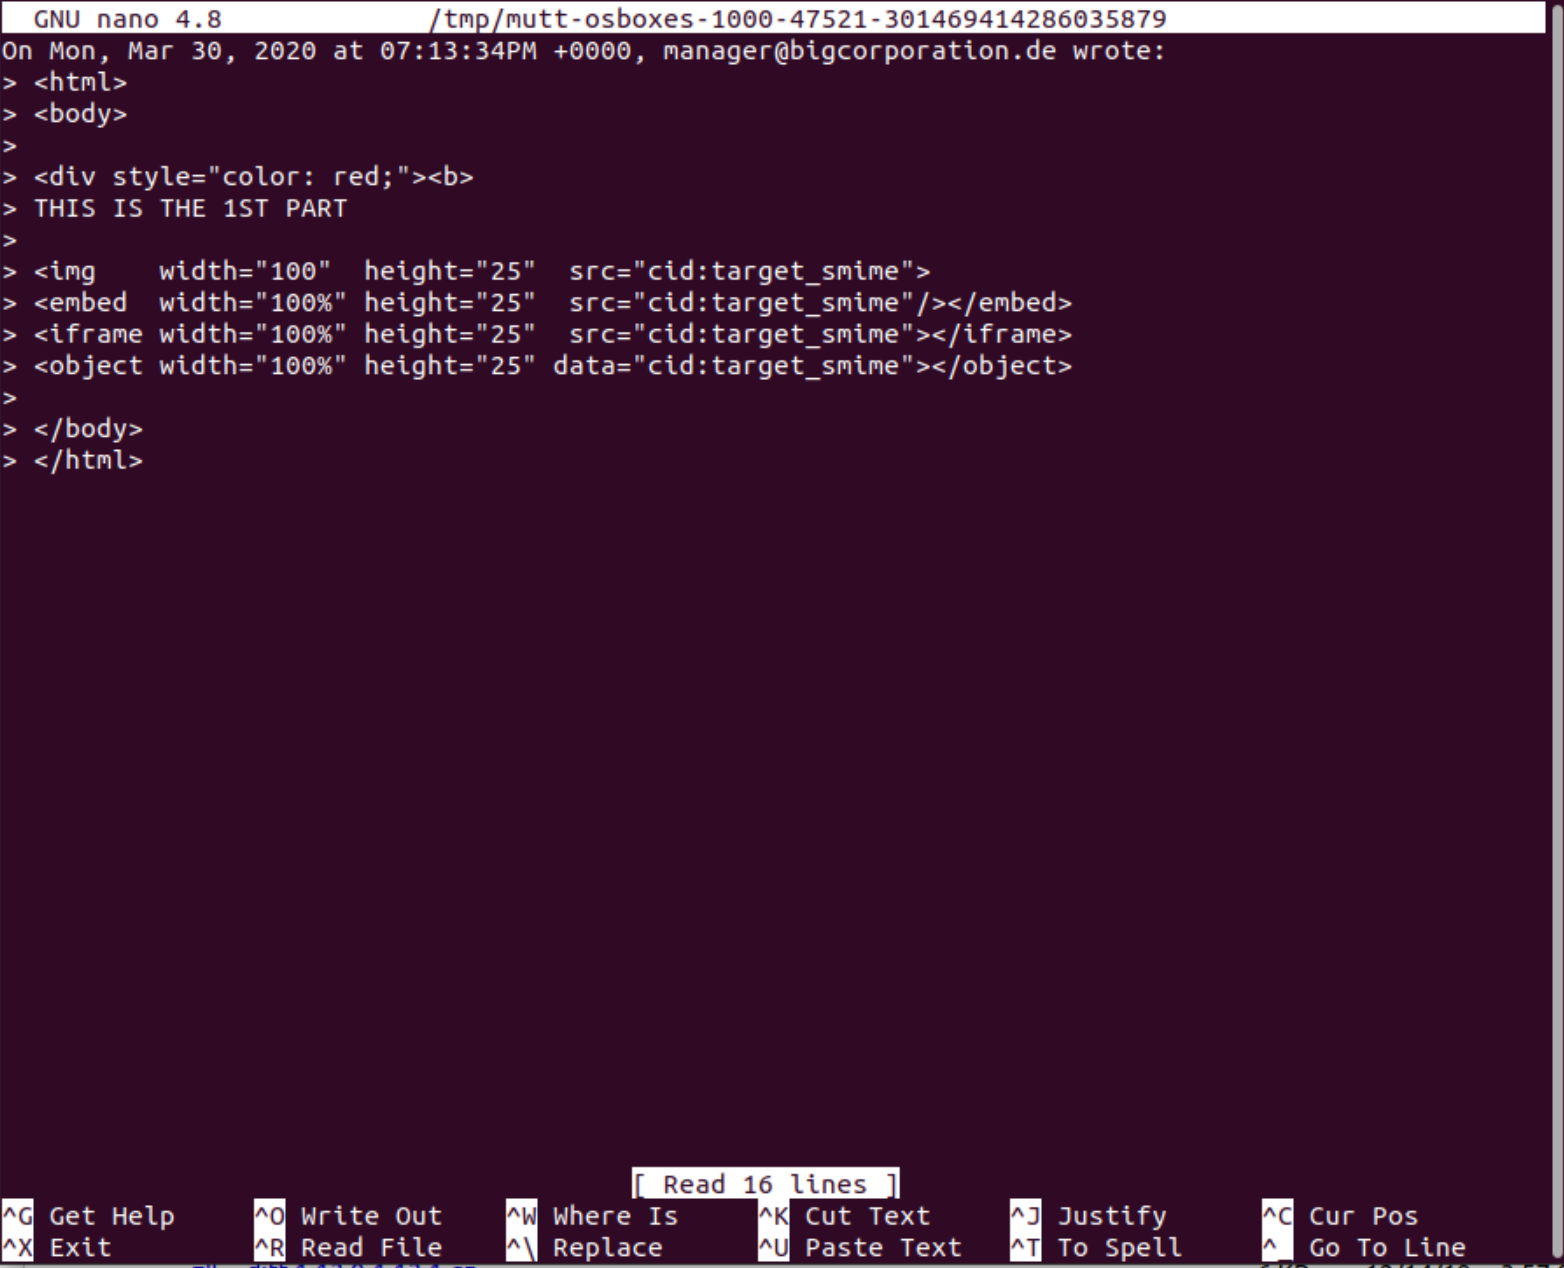 GNU nano 4.8 /tmp/mutt-osboxes-1000-47521-301469414286035879
On Mon, Mar 30, 2020 at 07:13:34PM +0000, manager@bigcorporation.de wrote:
> <html>
> <body>
>
> <div style="color: red;"><b>
> THIS IS THE 1ST PART
>
> <img    width="100"  height="25"  src="cid:target_smime">
> <embed  width="100%" height="25"  src="cid:target_smime"/></embed>
> <iframe width="100%" height="25"  src="cid:target_smime"></iframe>
> <object width="100%" height="25" data="cid:target_smime"></object>
>
> </body>
> </html>
[ Read 16 lines ]
^G Get Help ^O Write Out ^W Where Is ^K Cut Text ^J Justify ^C Cur Pos
^X Exit ^R Read File ^\ Replace ^U Paste Text ^T To Spell ^_ Go To Line